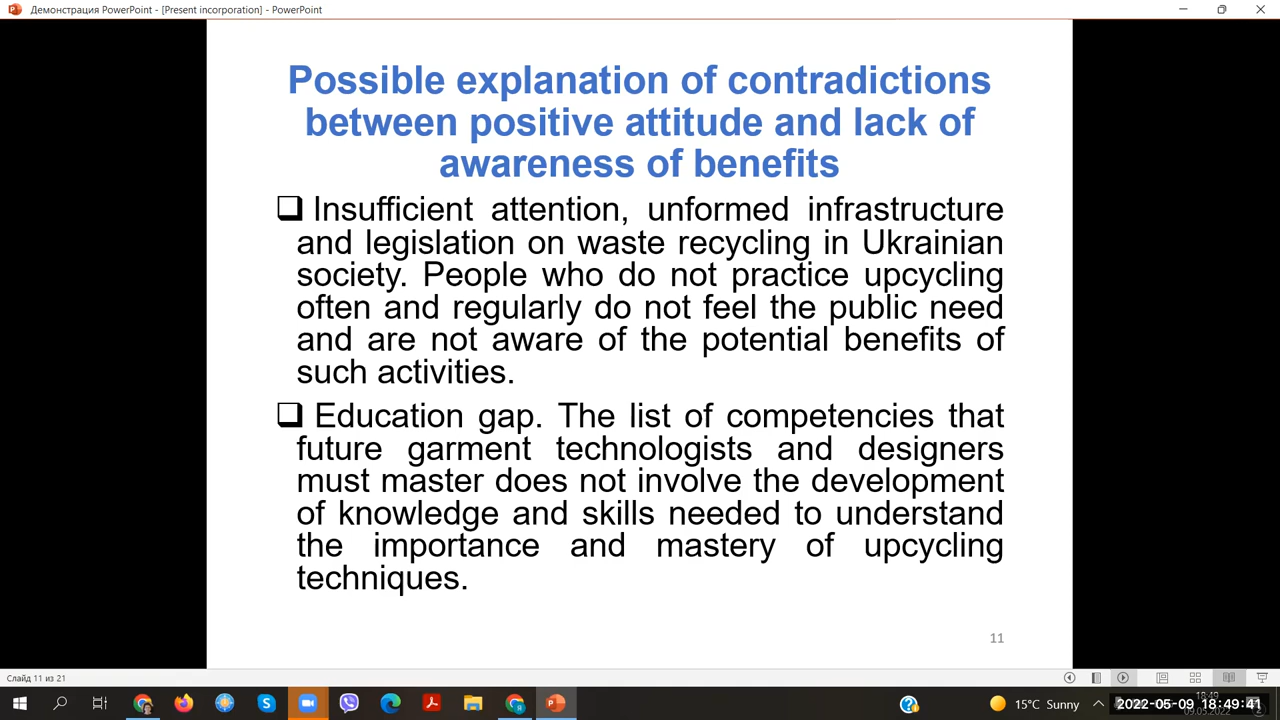 Демонстрация PowerPoint - [Present incorporation] - PowerPoint
Possible explanation of contradictions
between positive attitude and lack of
awareness of benefits
❑ Insufficient attention, unformed infrastructure
and legislation on waste recycling in Ukrainian
society. People who do not practice upcycling
often and regularly do not feel the public need
and are not aware of the potential benefits of
such activities.
❑ Education gap. The list of competencies that
future garment technologists and designers
must master does not involve the development
of knowledge and skills needed to understand
the importance and mastery of upcycling
techniques.
11
Слайд 11 из 21
15°C Sunny
18:49
2022-05-09 18:49:41
09.05.2022